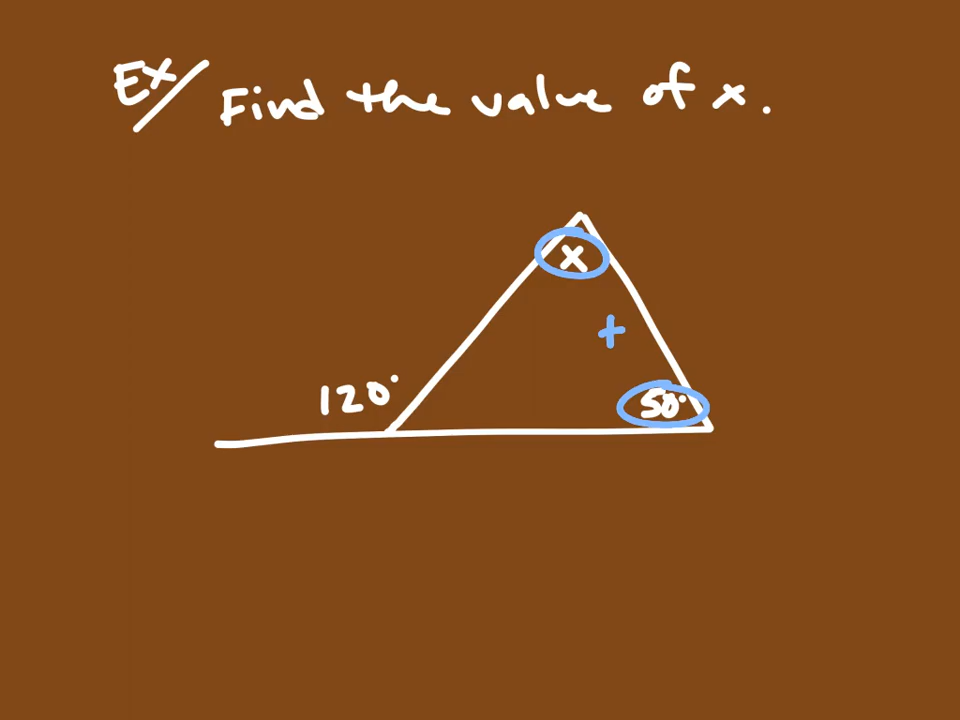 Ex/ Find the value of x.
x
+
120° 50°